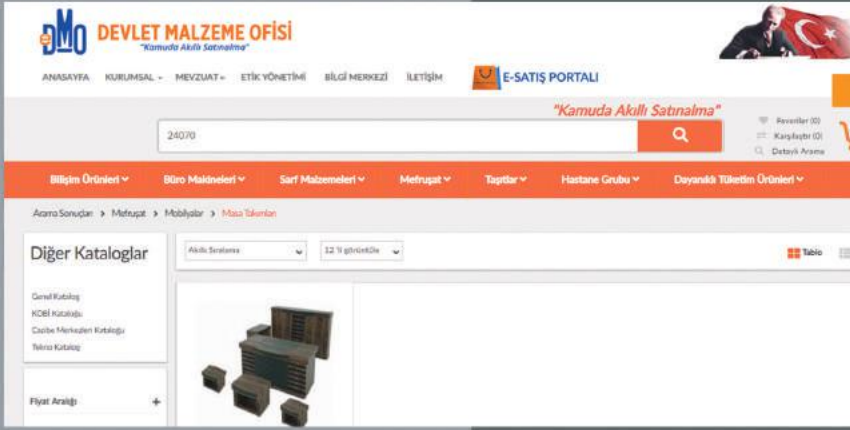 eDMO DEVLET MALZEME OFİSİ
"Kamuda Akıllı Satınalma"
ANASAYFA KURUMSAL MEVZUAT ETİK YÖNETİMİ BİLGİ MERKEZİ İLETİŞİM E-SATIŞ PORTALI
"Kamuda Akıllı Satınalma"
24070
Favoriler (0)
Karşılaştır (0)
Detaylı Arama
Bilişim Ürünleri Büro Makineleri Sarf Malzemeleri Mefruşat Taşıtlar Hastane Grubu Dayanıklı Tüketim Ürünleri
Arama Sonuçları > Mefruşat > Mobilyalar > Masa Takımları
Diğer Kataloglar
Akıllı Sıralama
12 'li görüntüle
Tablo
Genel Katalog
KOBİ Kataloğu
Cazibe Merkezleri Kataloğu
Tekno Katalog
Fiyat Aralığı +